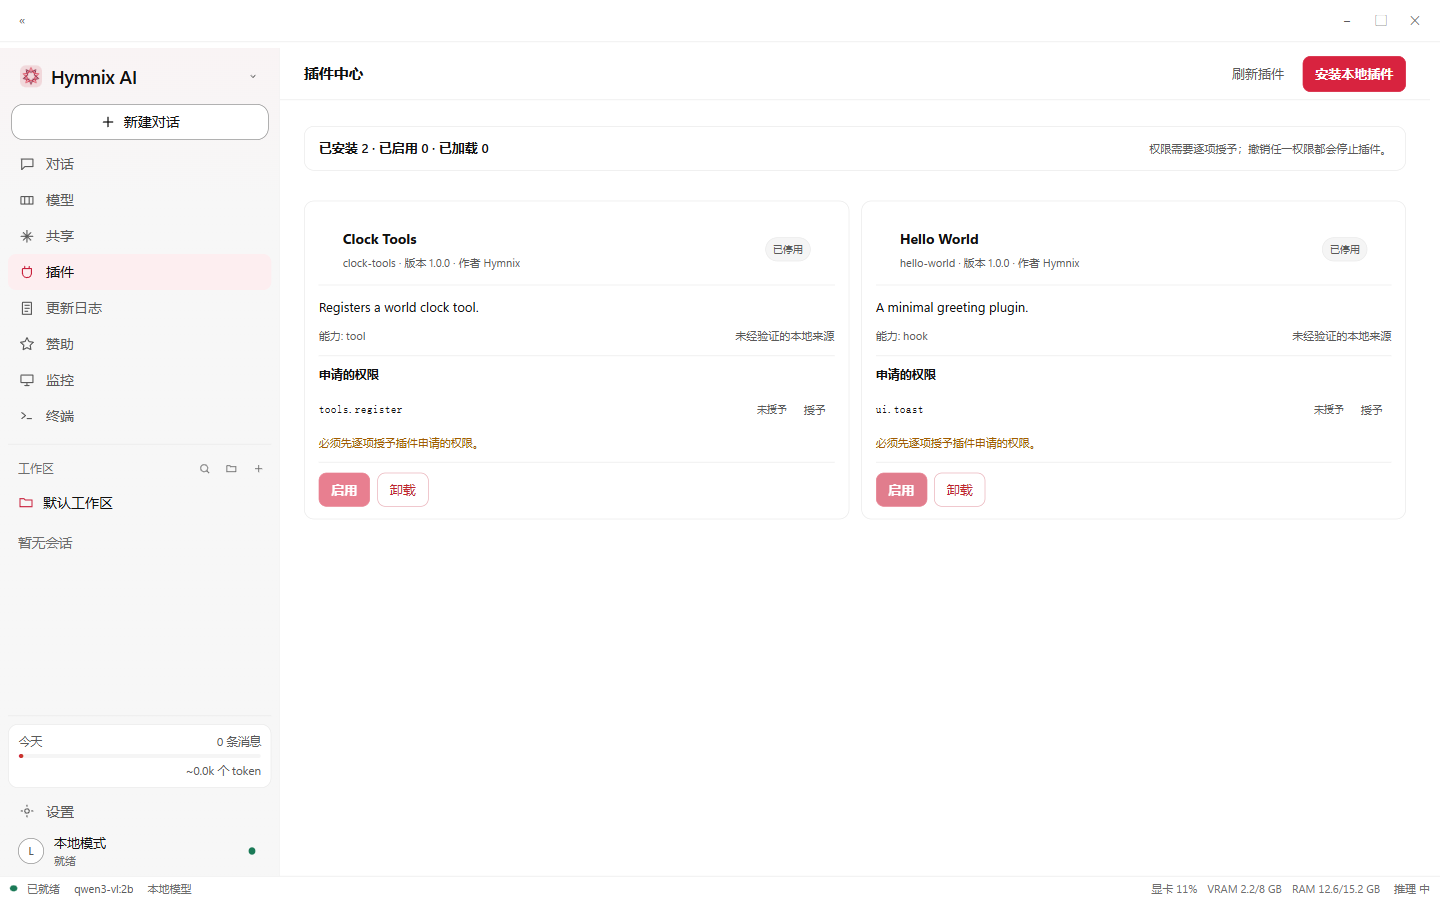 «
Hymnix AI
+ 新建对话
对话
模型
共享
插件
更新日志
赞助
监控
终端
工作区
默认工作区
暂无会话
今天 0 条消息
~0.0k 个 token
设置
L 本地模式
就绪
插件中心 刷新插件 安装本地插件
已安装 2 · 已启用 0 · 已加载 0 权限需要逐项授予；撤销任一权限都会停止插件。
Clock Tools
clock-tools · 版本 1.0.0 · 作者 Hymnix
已停用
Registers a world clock tool.
能力: tool 未经验证的本地来源
申请的权限
tools.register 未授予 授予
必须先逐项授予插件申请的权限。
启用 卸载
Hello World
hello-world · 版本 1.0.0 · 作者 Hymnix
已停用
A minimal greeting plugin.
能力: hook 未经验证的本地来源
申请的权限
ui.toast 未授予 授予
必须先逐项授予插件申请的权限。
启用 卸载
已就绪 qwen3-vl:2b 本地模型 显卡 11% VRAM 2.2/8 GB RAM 12.6/15.2 GB 推理 中